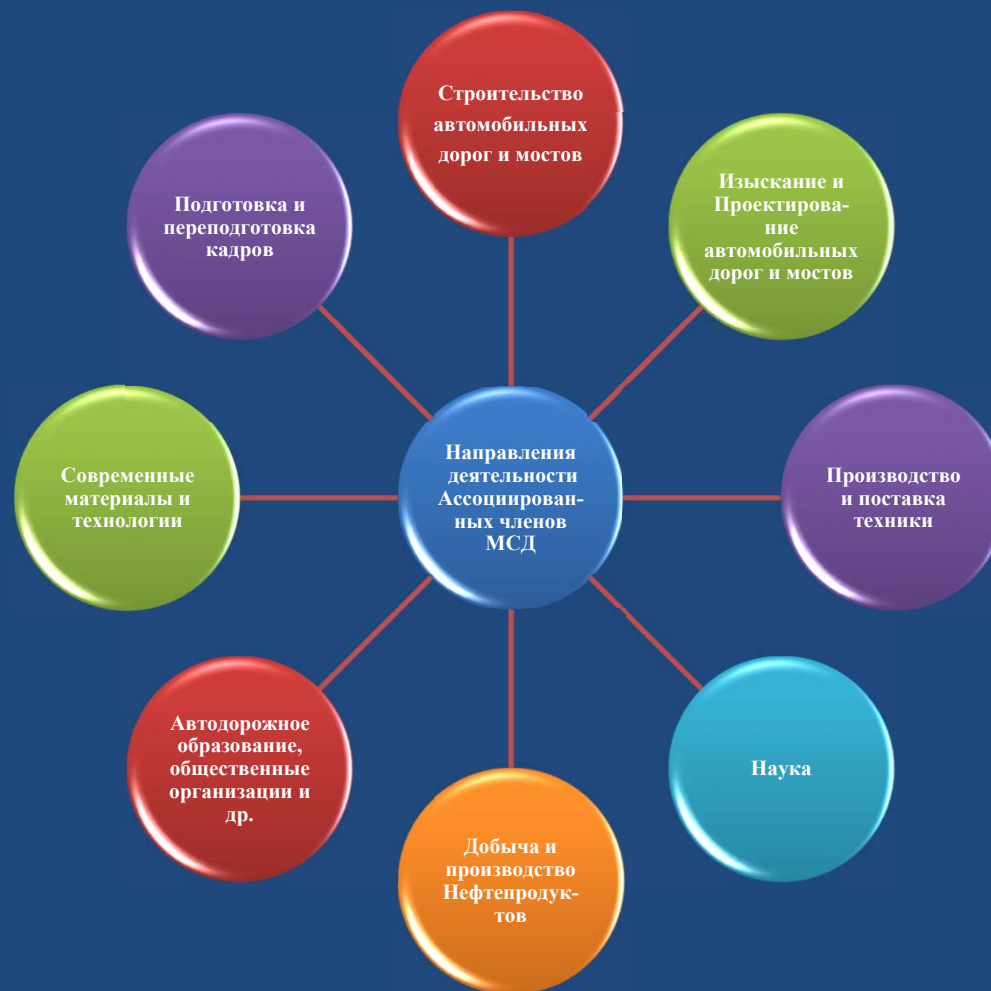 Строительство
автомобильных
дорог и мостов
Изыскание и
Проектирова-
ние
автомобильных
дорог и мостов
Производство
и поставка
техники
Наука
Добыча и
производство
Нефтепродук-
тов
Автодорожное
образование,
общественные
организации и
др.
Современные
материалы и
технологии
Подготовка и
переподготовка
кадров
Направления
деятельности
Ассоциирован-
ных членов
МСД